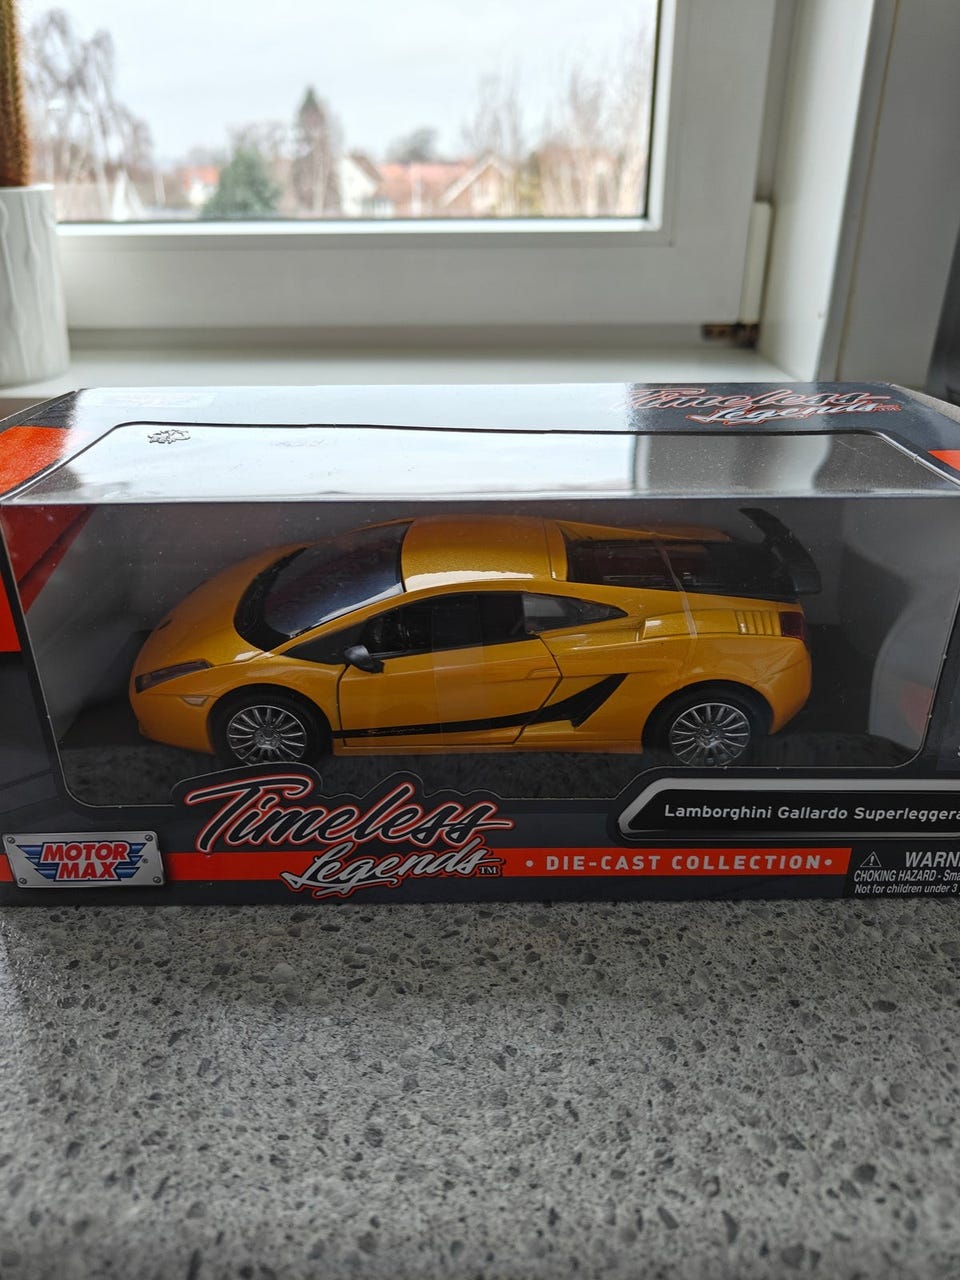 Timeless
Legends
Timeless
Legends™
Lamborghini Gallardo Superleggera
MOTOR
MAX
• DIE-CAST COLLECTION •
WARN
CHOKING HAZARD - Sma
Not for children under 3